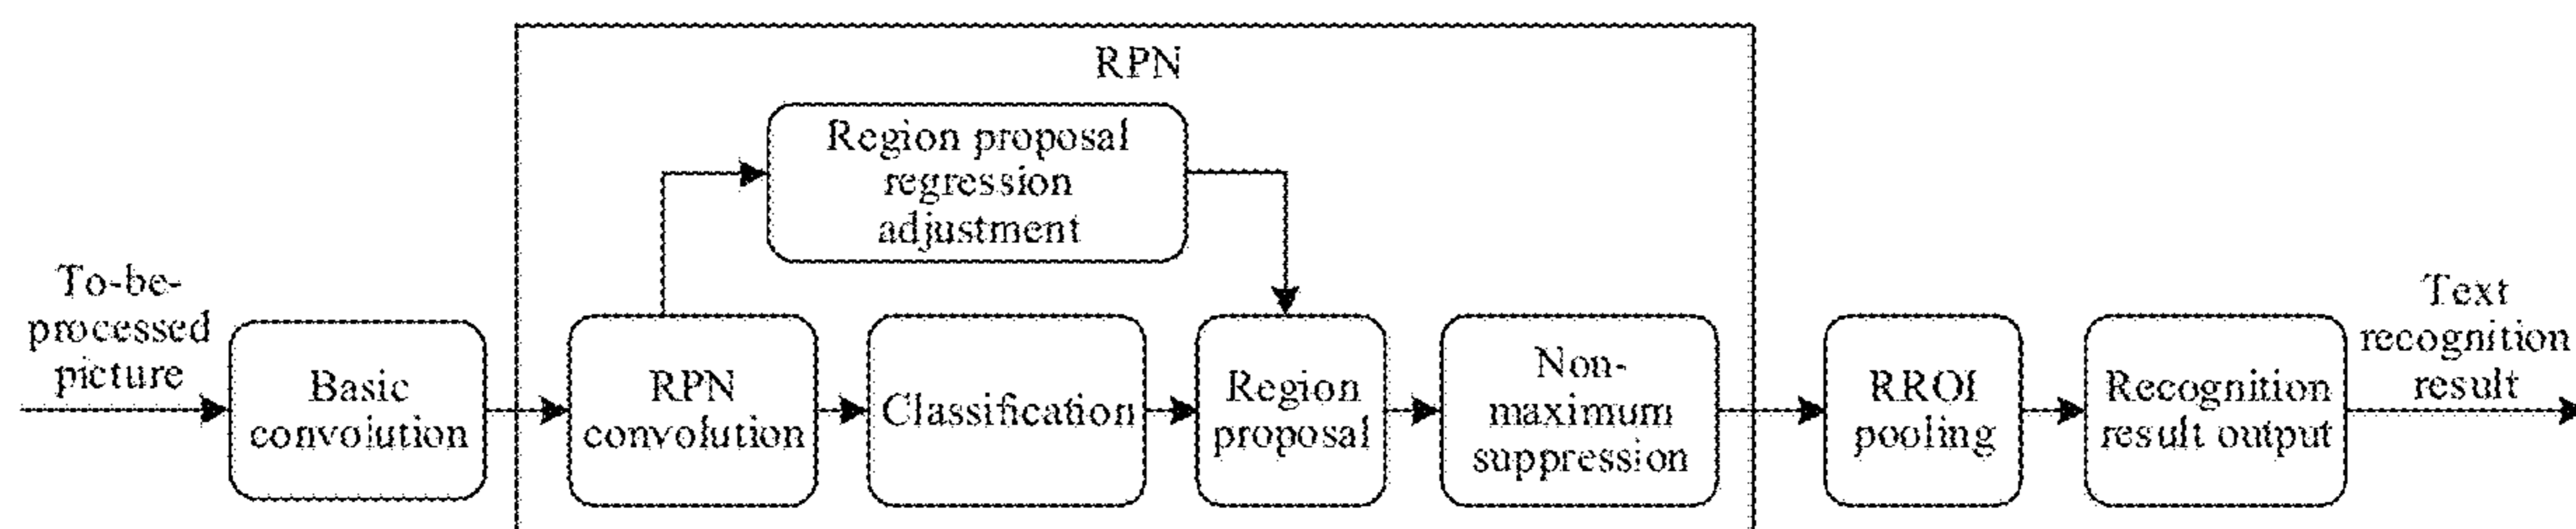 RPN
Region proposal
regression
adjustment
To-be-
processed
picture
Basic
convolution
RPN
convolution
Classification
Region
proposal
Non-
maximum
suppression
RROI
pooling
Recognition
result output
Text
recognition
result